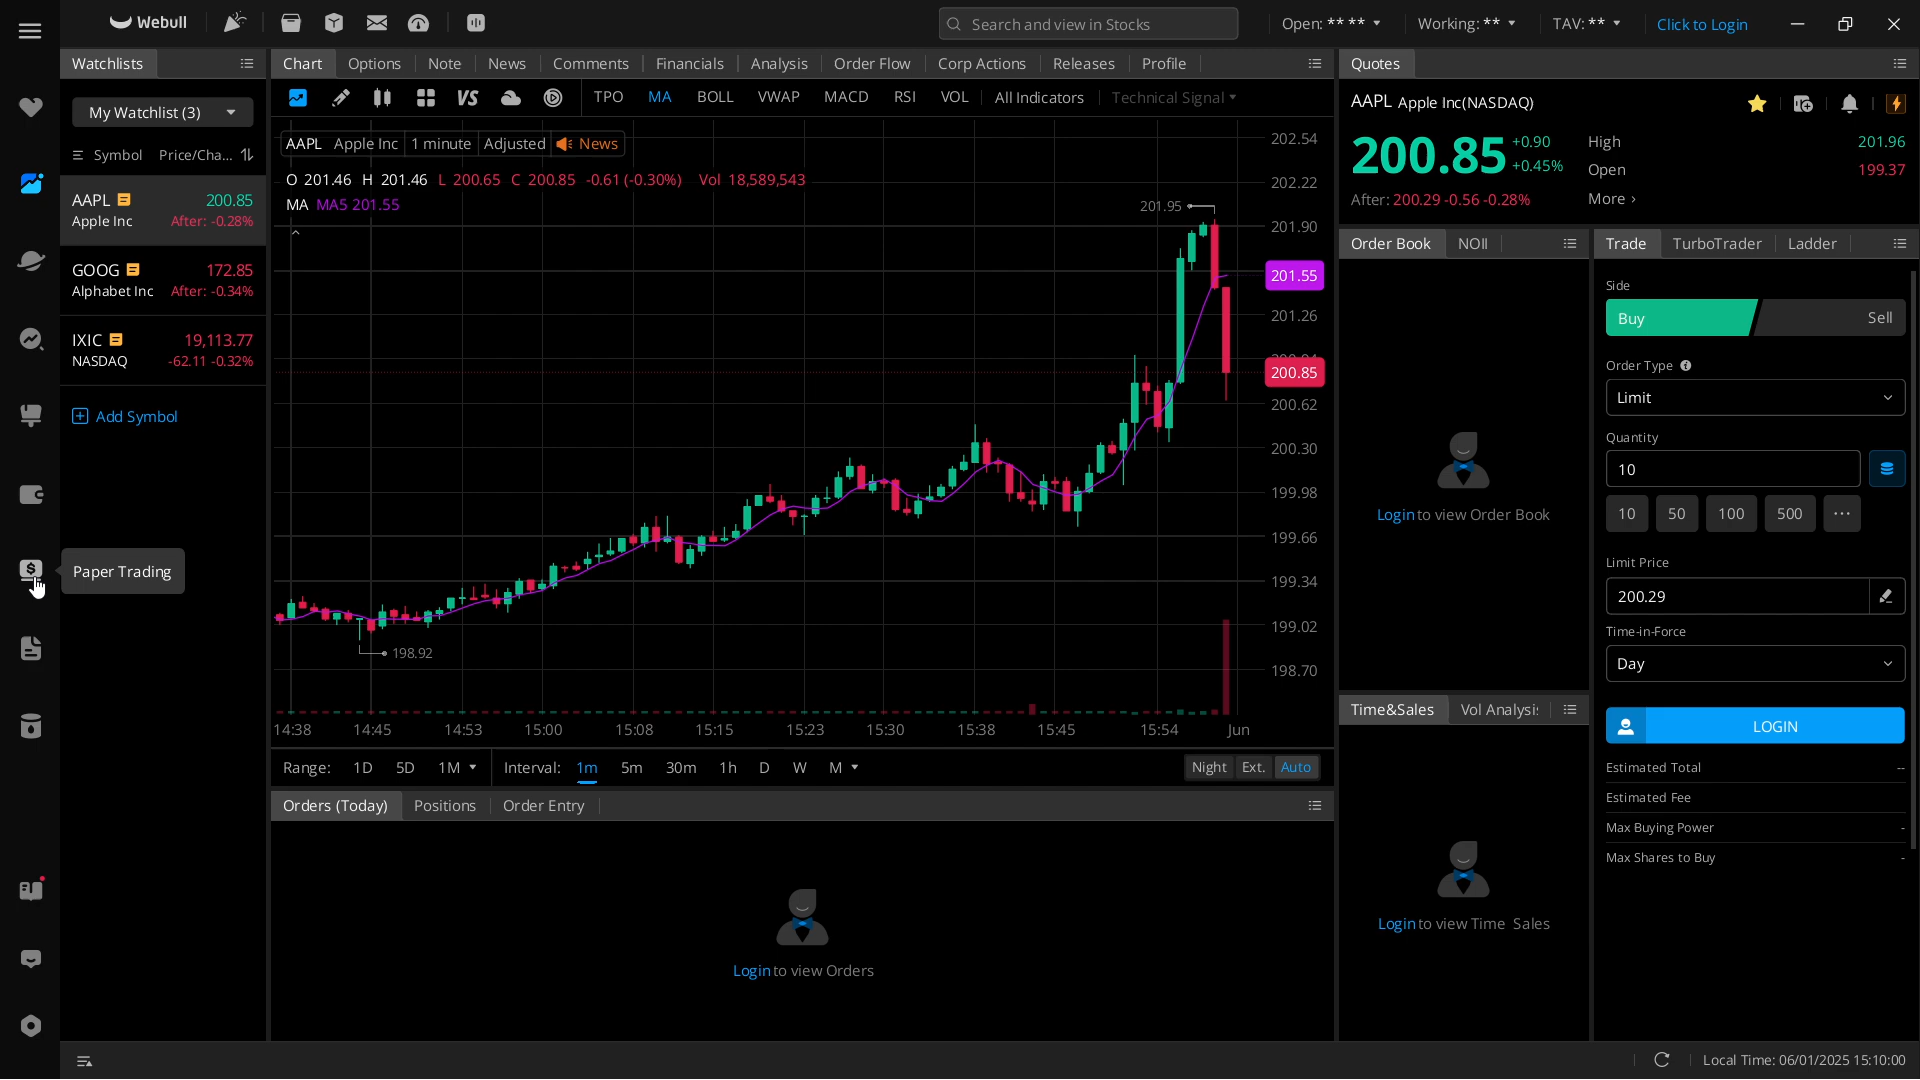 Webull
Search and view in Stocks
Open: ** **
Working: **
TAV: **
Click to Login
Watchlists
My Watchlist (3)
Symbol Price/Cha...
AAPL 200.85
Apple Inc After: -0.28%
GOOG 172.85
Alphabet Inc After: -0.34%
IXIC 19,113.77
NASDAQ -62.11 -0.32%
Add Symbol
Paper Trading
Chart Options Note News Comments Financials Analysis Order Flow Corp Actions Releases Profile
VS TPO MA BOLL VWAP MACD RSI VOL All Indicators Technical Signal
AAPL Apple Inc 1 minute Adjusted News
O 201.46 H 201.46 L 200.65 C 200.85 -0.61 (-0.30%) Vol 18,589,543
MA MA5 201.55
201.95
198.92
202.54
202.22
201.90
201.55
201.26
200.85
200.62
200.30
199.98
199.66
199.34
199.02
198.70
14:38 14:45 14:53 15:00 15:08 15:15 15:23 15:30 15:38 15:45 15:54 Jun
Range: 1D 5D 1M Interval: 1m 5m 30m 1h D W M Night Ext. Auto
Orders (Today) Positions Order Entry
Login to view Orders
Quotes
AAPL Apple Inc(NASDAQ)
200.85 +0.90 +0.45%
After: 200.29 -0.56 -0.28%
High 201.96
Open 199.37
More ›
Order Book NOII
Login to view Order Book
Time&Sales Vol Analysis
Login to view Time Sales
Trade TurboTrader Ladder
Side
Buy Sell
Order Type
Limit
Quantity
10
10 50 100 500 ...
Limit Price
200.29
Time-in-Force
Day
LOGIN
Estimated Total --
Estimated Fee
Max Buying Power -
Max Shares to Buy -
Local Time: 06/01/2025 15:10:00